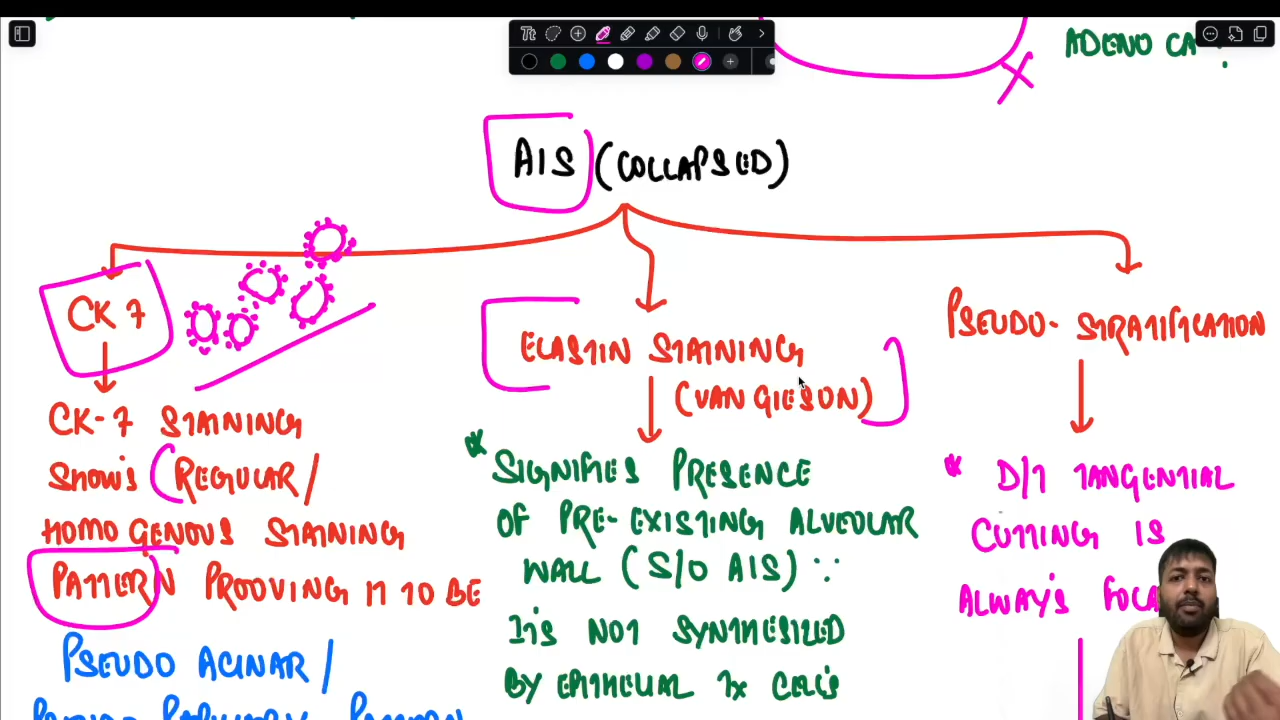 Tt
ADENO CA
AIS (COLLAPSED)
CK 7
CK-7 STAINING
SHOWS (REGULAR/
HOMOGENOUS STAINING
PATTERN PROOVING IT TO BE
PSEUDO ACINAR /
ELASTIN STAINING
(VAN GIESON)
* SIGNIFIES PRESENCE
OF PRE-EXISTING ALVEOLAR
WALL (S/O AIS) ∵
IT'S NOT SYNTHESIZED
BY EPITHELIAL Tx CELLS
PSEUDO-STRATIFICATION
* D/T TANGENTIAL
CUTTING IS
ALWAYS